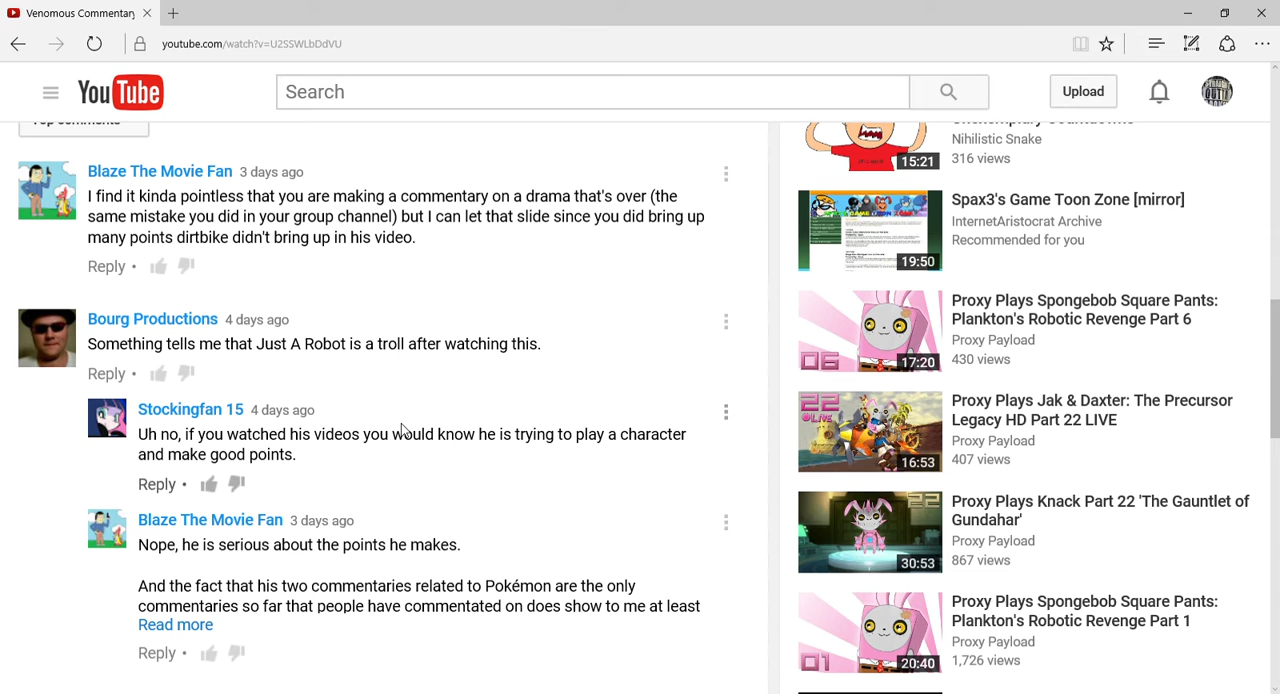 Venomous Commentary
youtube.com/watch?v=U2SSWLbDdVU
YouTube
Search
Upload
Top comments
Blaze The Movie Fan 3 days ago
I find it kinda pointless that you are making a commentary on a drama that's over (the
same mistake you did in your group channel) but I can let that slide since you did bring up
many points dirtbike didn't bring up in his video.
Reply •
Bourg Productions 4 days ago
Something tells me that Just A Robot is a troll after watching this.
Reply •
Stockingfan 15 4 days ago
Uh no, if you watched his videos you would know he is trying to play a character
and make good points.
Reply •
Blaze The Movie Fan 3 days ago
Nope, he is serious about the points he makes.
And the fact that his two commentaries related to Pokémon are the only
commentaries so far that people have commentated on does show to me at least
Read more
Reply •
Nihilistic Snake
316 views
15:21
Spax3's Game Toon Zone [mirror]
InternetAristocrat Archive
Recommended for you
19:50
Proxy Plays Spongebob Square Pants:
Plankton's Robotic Revenge Part 6
Proxy Payload
430 views
06
17:20
Proxy Plays Jak & Daxter: The Precursor
Legacy HD Part 22 LIVE
Proxy Payload
407 views
22
LIVE
16:53
Proxy Plays Knack Part 22 'The Gauntlet of
Gundahar'
Proxy Payload
867 views
22
30:53
Proxy Plays Spongebob Square Pants:
Plankton's Robotic Revenge Part 1
Proxy Payload
1,726 views
01
20:40